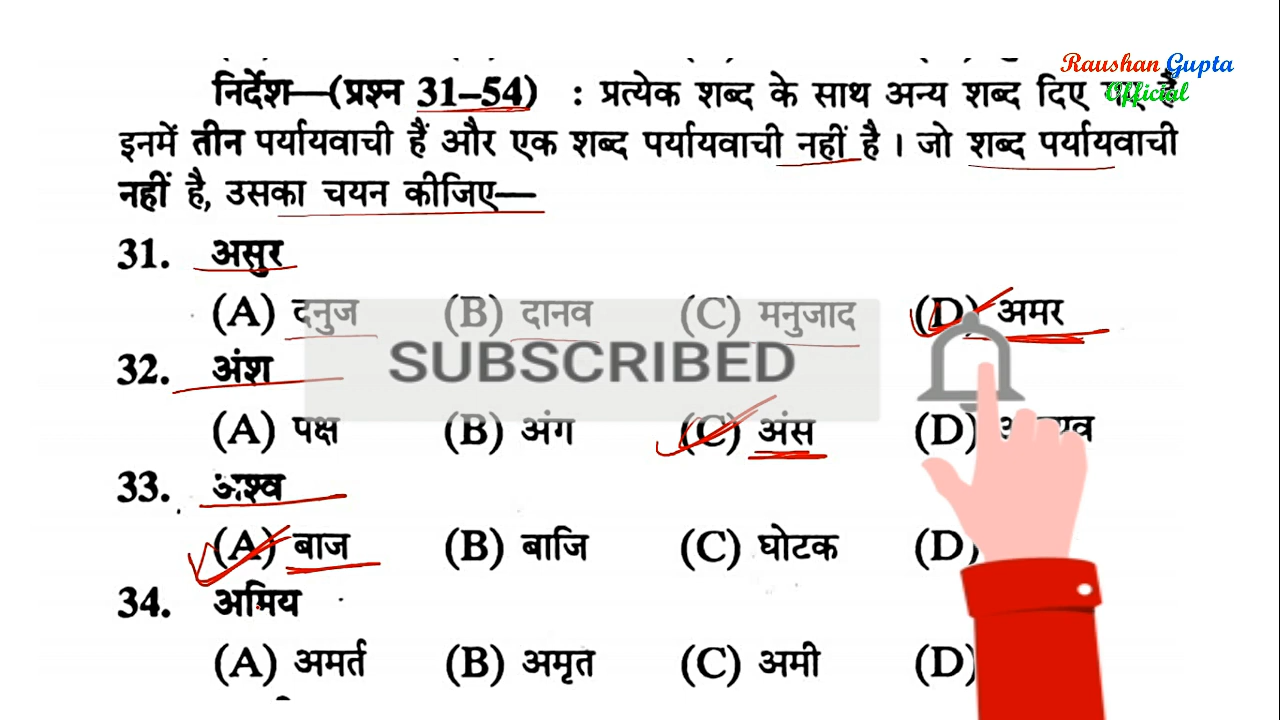 Raushan Gupta
Official
निर्देश—(प्रश्न 31–54) : प्रत्येक शब्द के साथ अन्य शब्द दिए हैं
इनमें तीन पर्यायवाची हैं और एक शब्द पर्यायवाची नहीं है । जो शब्द पर्यायवाची
नहीं है, उसका चयन कीजिए—
31. असुर
(A) दनुज (B) दानव (C) मनुजाद (D) अमर
SUBSCRIBED
32. अंश
(A) पक्ष (B) अंग (C) अंस (D)
33. अश्व
(A) बाज (B) बाजि (C) घोटक (D)
34. अमिय
(A) अमर्त (B) अमृत (C) अमी (D)